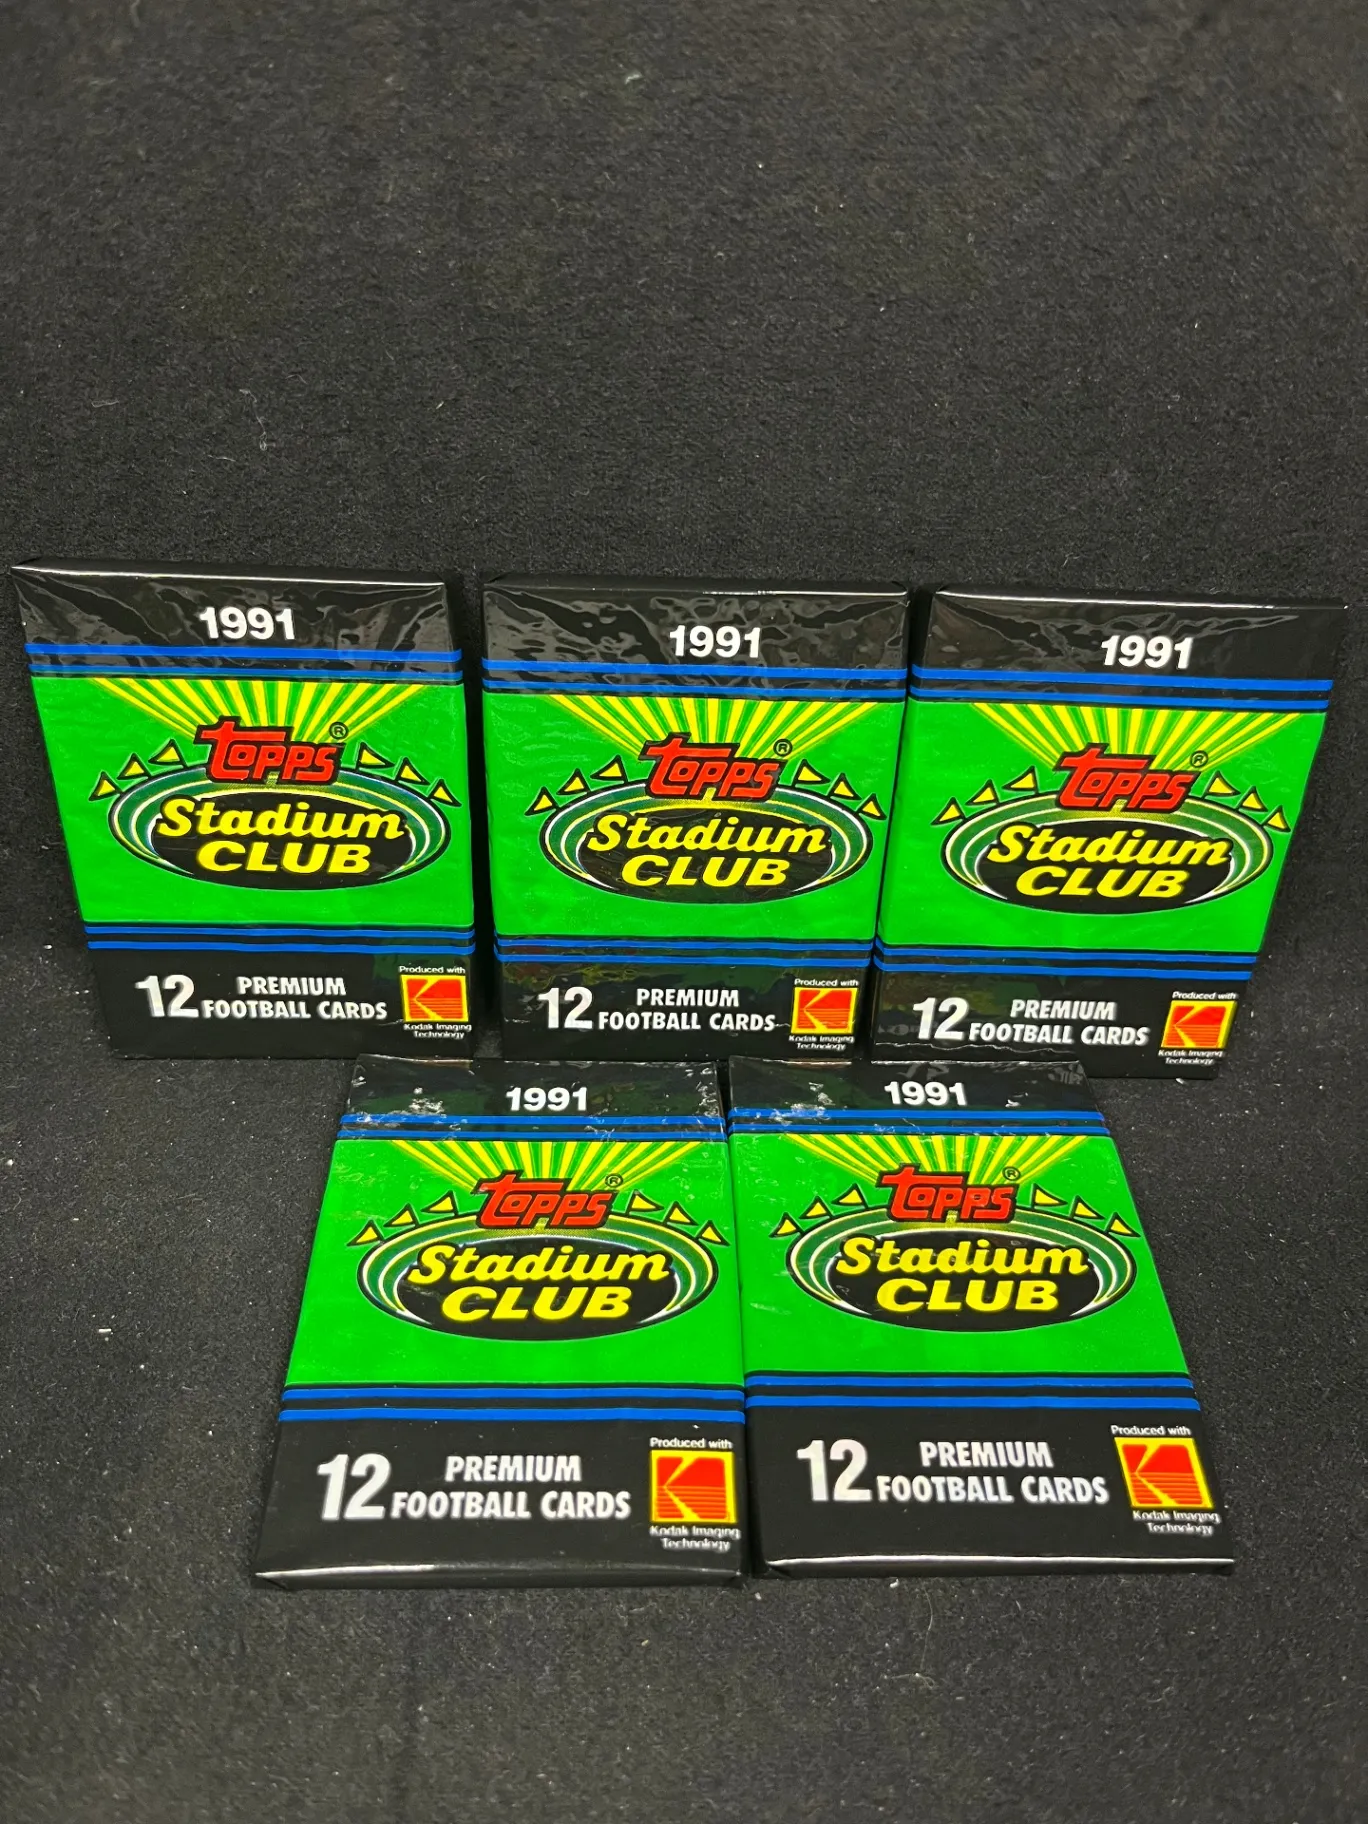 1991
topps®
Stadium
CLUB
12 PREMIUM
FOOTBALL CARDS
Produced with
Kodak Imaging
Technology
1991
topps®
Stadium
CLUB
12 PREMIUM
FOOTBALL CARDS
Produced with
Kodak Imaging
Technology
1991
topps®
Stadium
CLUB
12 PREMIUM
FOOTBALL CARDS
Produced with
Kodak Imaging
Technology
1991
topps®
Stadium
CLUB
12 PREMIUM
FOOTBALL CARDS
Produced with
Kodak Imaging
Technology
1991
topps®
Stadium
CLUB
12 PREMIUM
FOOTBALL CARDS
Produced with
Kodak Imaging
Technology